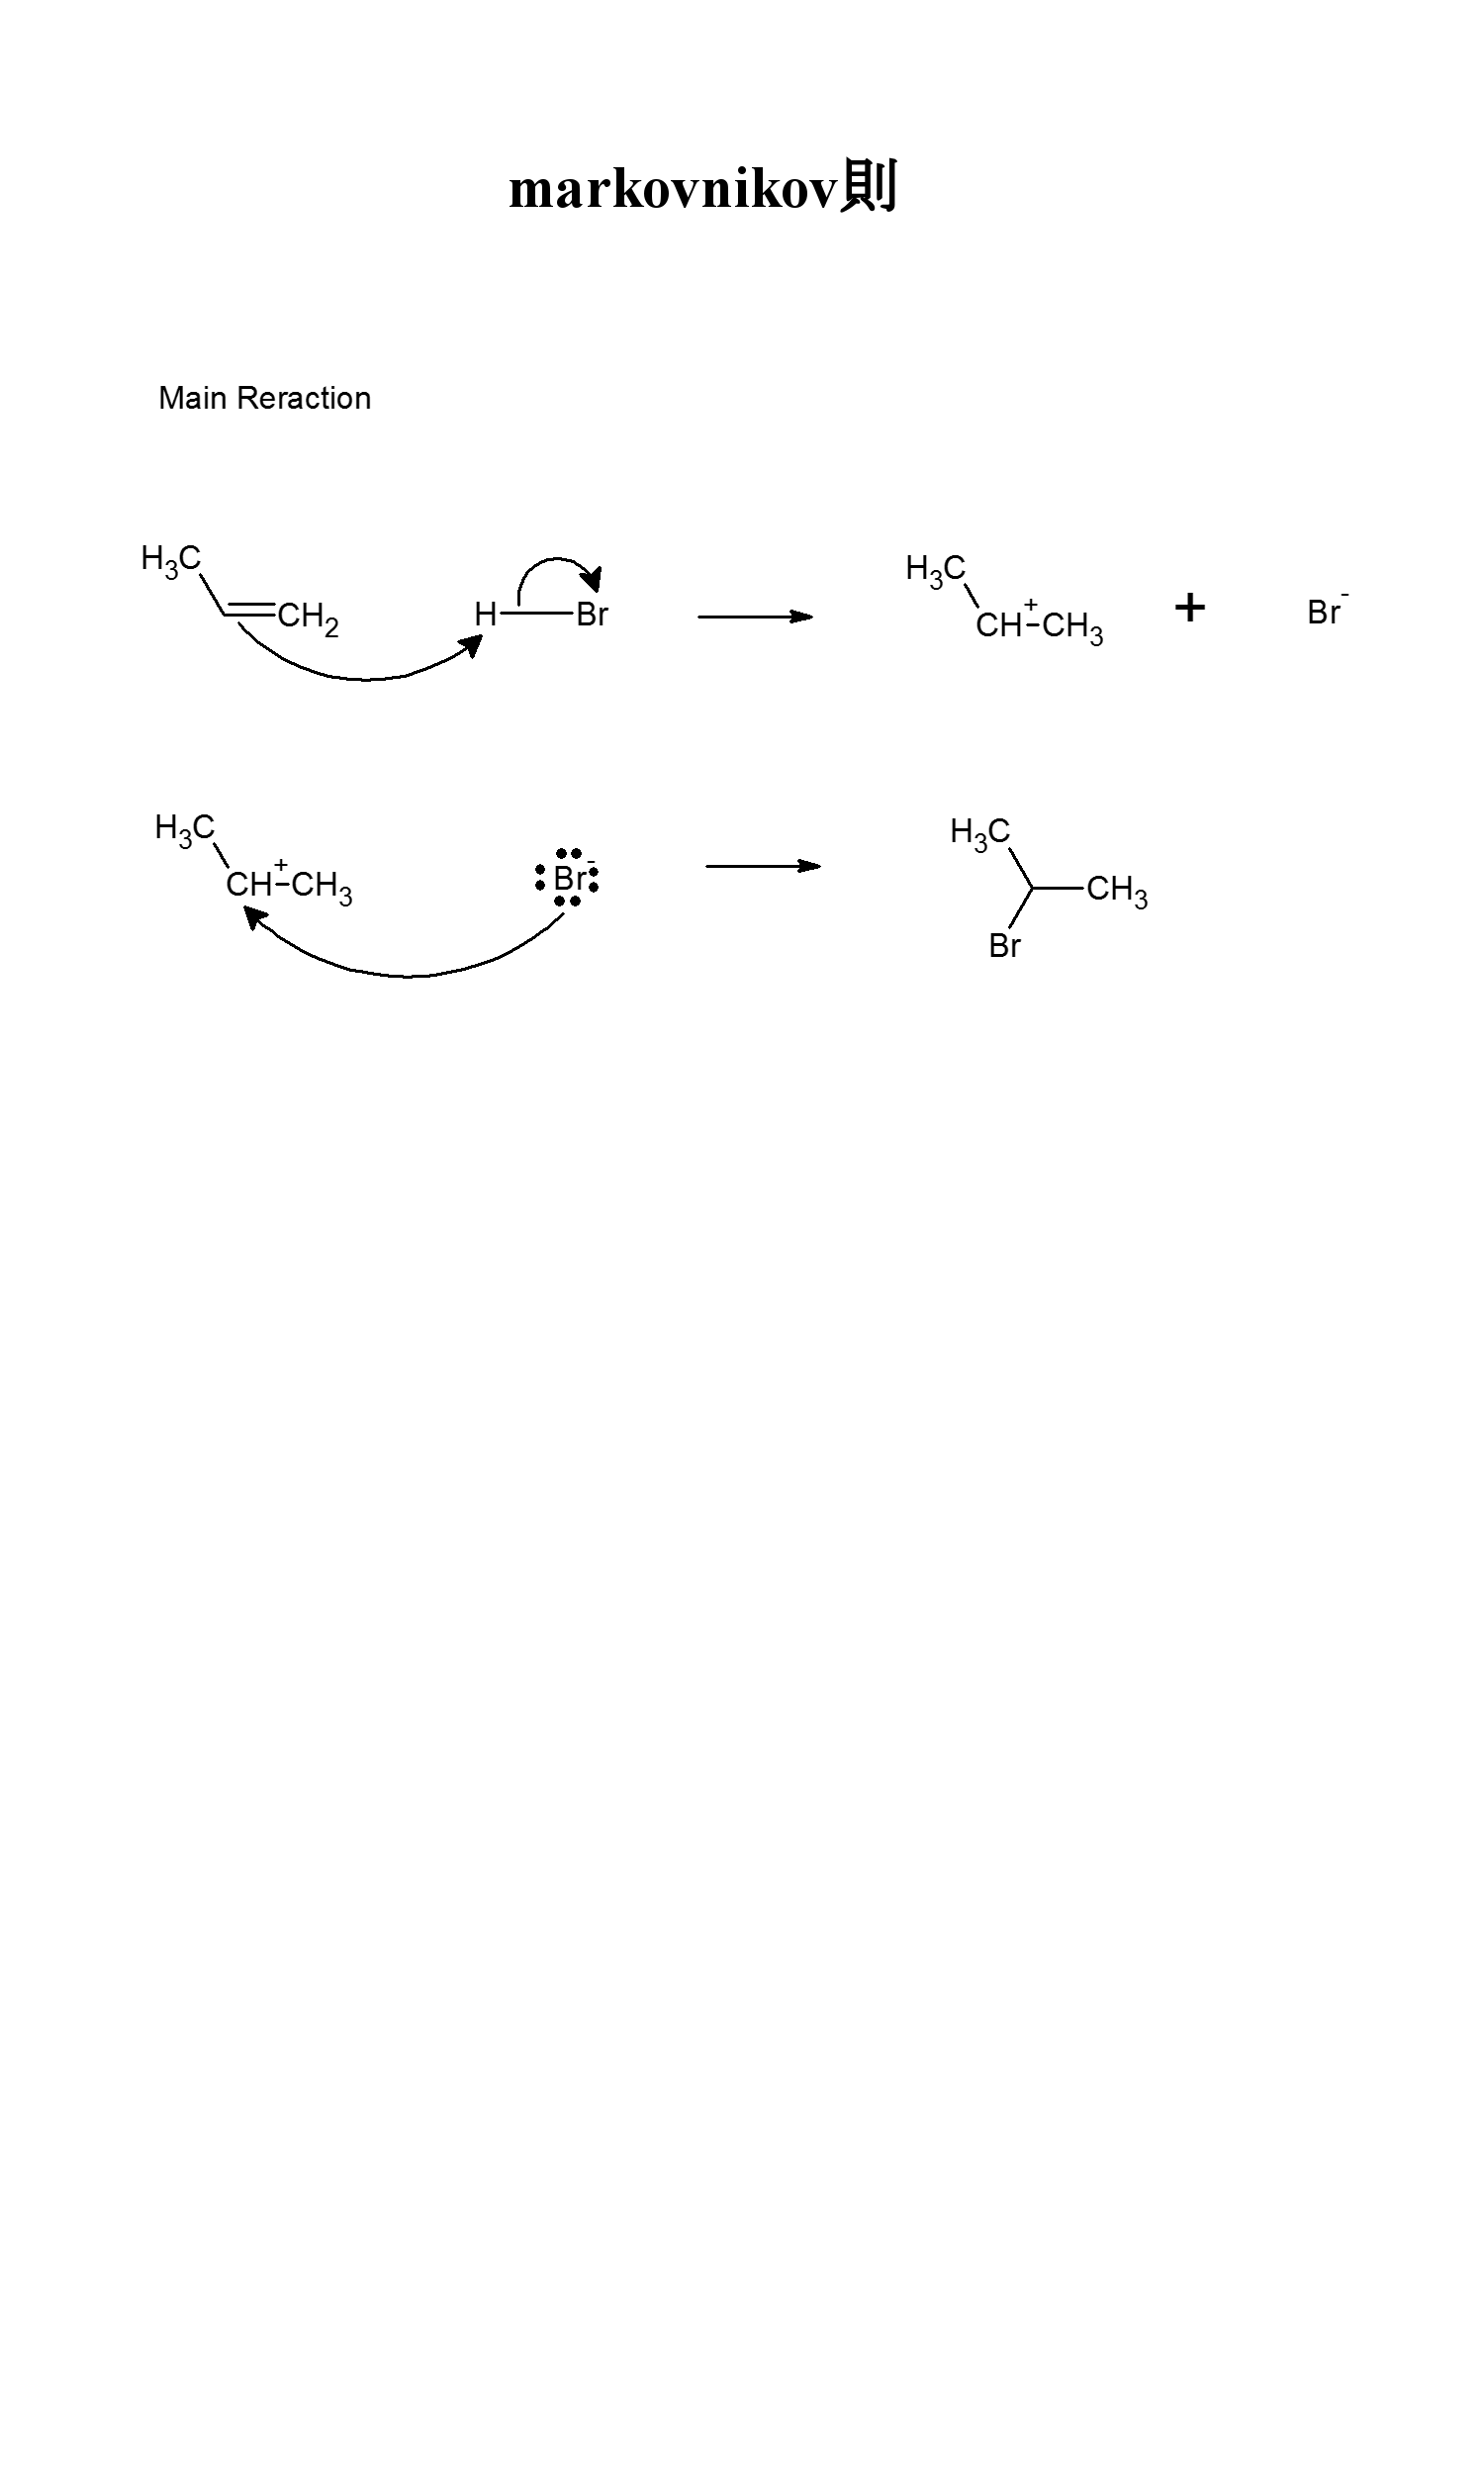 markovnikov則
Main Reraction
H3C
CH2 H Br
H3C
CH+ CH3 + Br-
H3C
CH+ CH3 Br-
H3C
CH3
Br